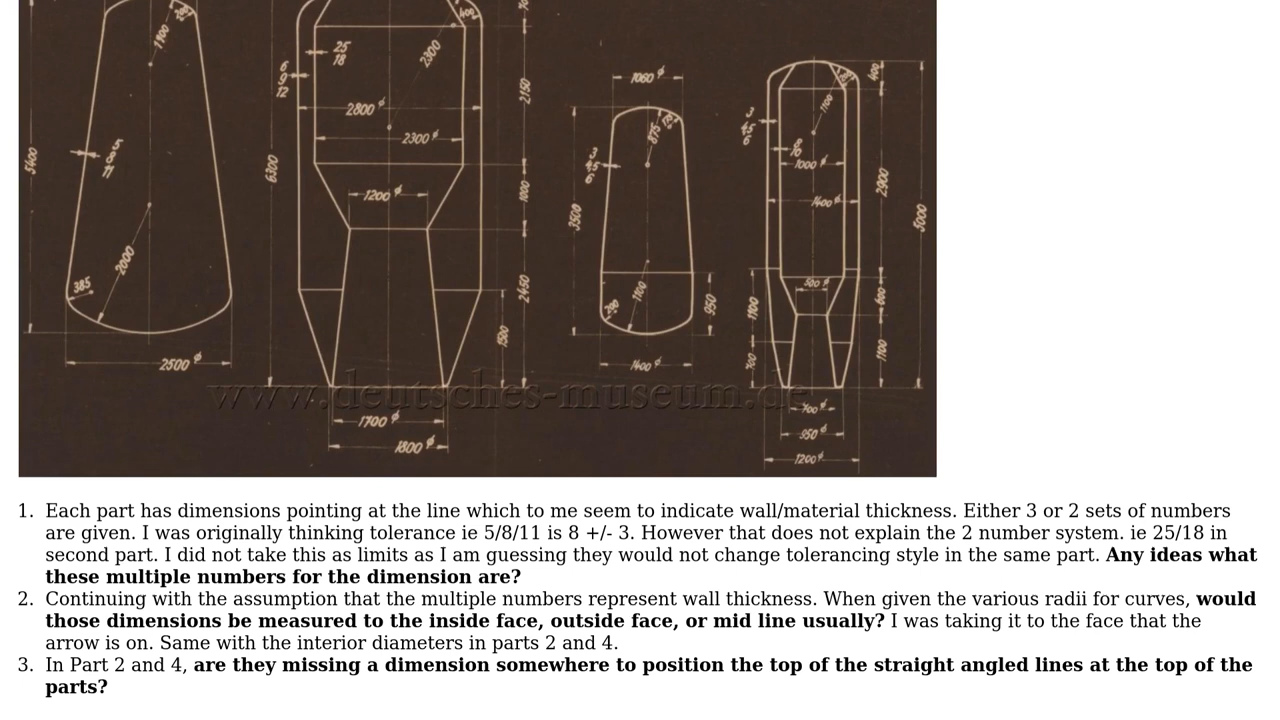 1900
400
25
18
2300
6
9
12
2800 ø
2300 ø
2150
1060 ø
875
3
4,5
6
400
1100
1000 ø
1400 ø
2900
5000
5400
5
8
11
2000
385
2500 ø
6300
1200 ø
1000
2450
1500
3500
1100
950
1400 ø
500 ø
600
1100
1100
700
1700 ø
1800 ø
700 ø
950 ø
1200 ø
www.deutsches-museum.de
1. Each part has dimensions pointing at the line which to me seem to indicate wall/material thickness. Either 3 or 2 sets of numbers
are given. I was originally thinking tolerance ie 5/8/11 is 8 +/- 3. However that does not explain the 2 number system. ie 25/18 in
second part. I did not take this as limits as I am guessing they would not change tolerancing style in the same part. Any ideas what
these multiple numbers for the dimension are?
2. Continuing with the assumption that the multiple numbers represent wall thickness. When given the various radii for curves, would
those dimensions be measured to the inside face, outside face, or mid line usually? I was taking it to the face that the
arrow is on. Same with the interior diameters in parts 2 and 4.
3. In Part 2 and 4, are they missing a dimension somewhere to position the top of the straight angled lines at the top of the
parts?